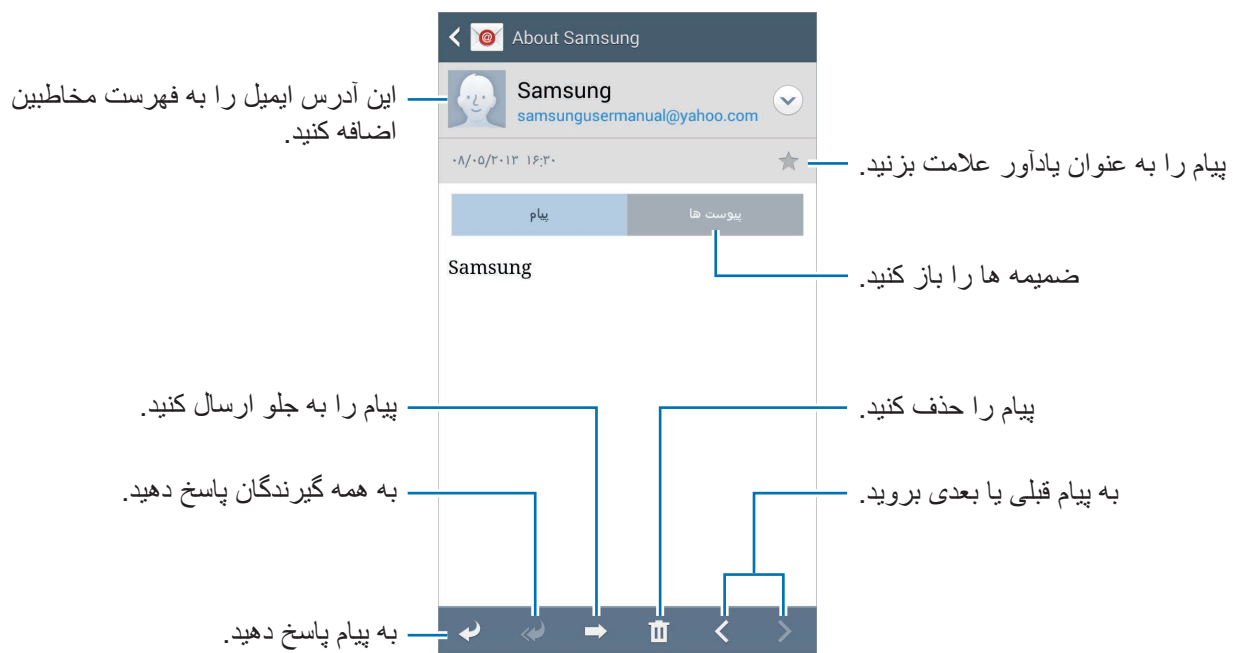 About Samsung
این آدرس ایمیل را به فهرست مخاطبین
اضافه کنید.
Samsung
samsungusermanual@yahoo.com
۰۸/۰۵/۲۰۱۳ ۱۶:۳۰
پیام را به عنوان یادآور علامت بزنید.
پیام
پیوست ها
Samsung
ضمیمه ها را باز کنید.
پیام را به جلو ارسال کنید.
پیام را حذف کنید.
به همه گیرندگان پاسخ دهید.
به پیام قبلی یا بعدی بروید.
به پیام پاسخ دهید.